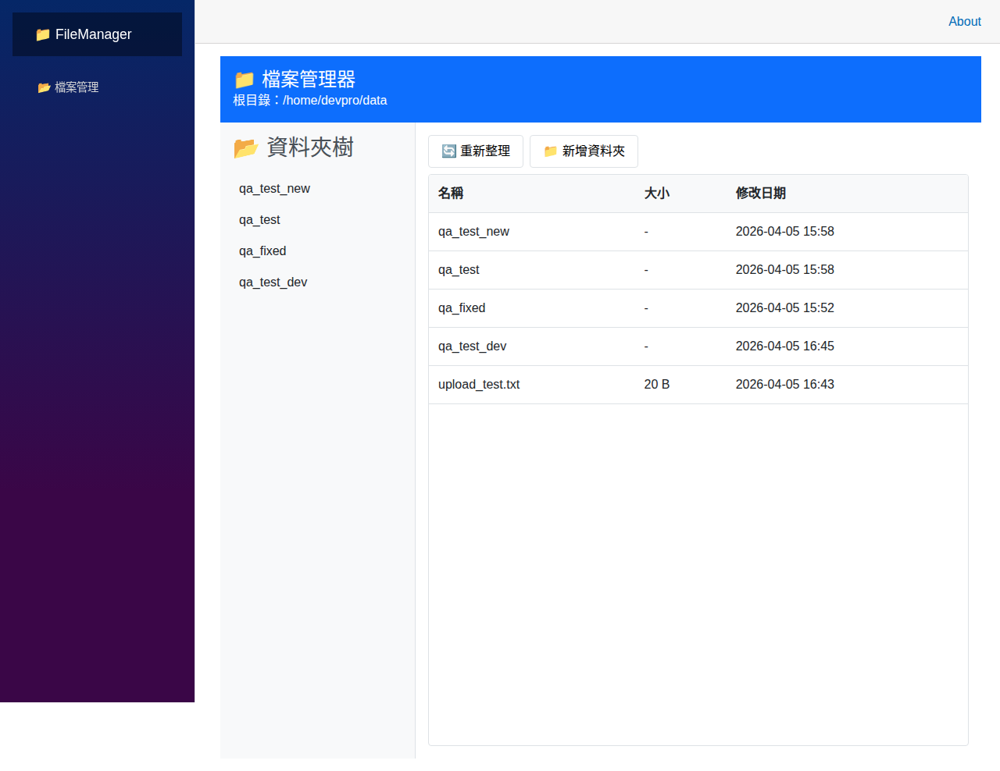 📁 FileManager
About
📂 檔案管理
📁 檔案管理器
根目錄：/home/devpro/data
📂 資料夾樹
qa_test_new
qa_test
qa_fixed
qa_test_dev
🔄 重新整理 📁 新增資料夾
名稱 大小 修改日期
qa_test_new - 2026-04-05 15:58
qa_test - 2026-04-05 15:58
qa_fixed - 2026-04-05 15:52
qa_test_dev - 2026-04-05 16:45
upload_test.txt 20 B 2026-04-05 16:43